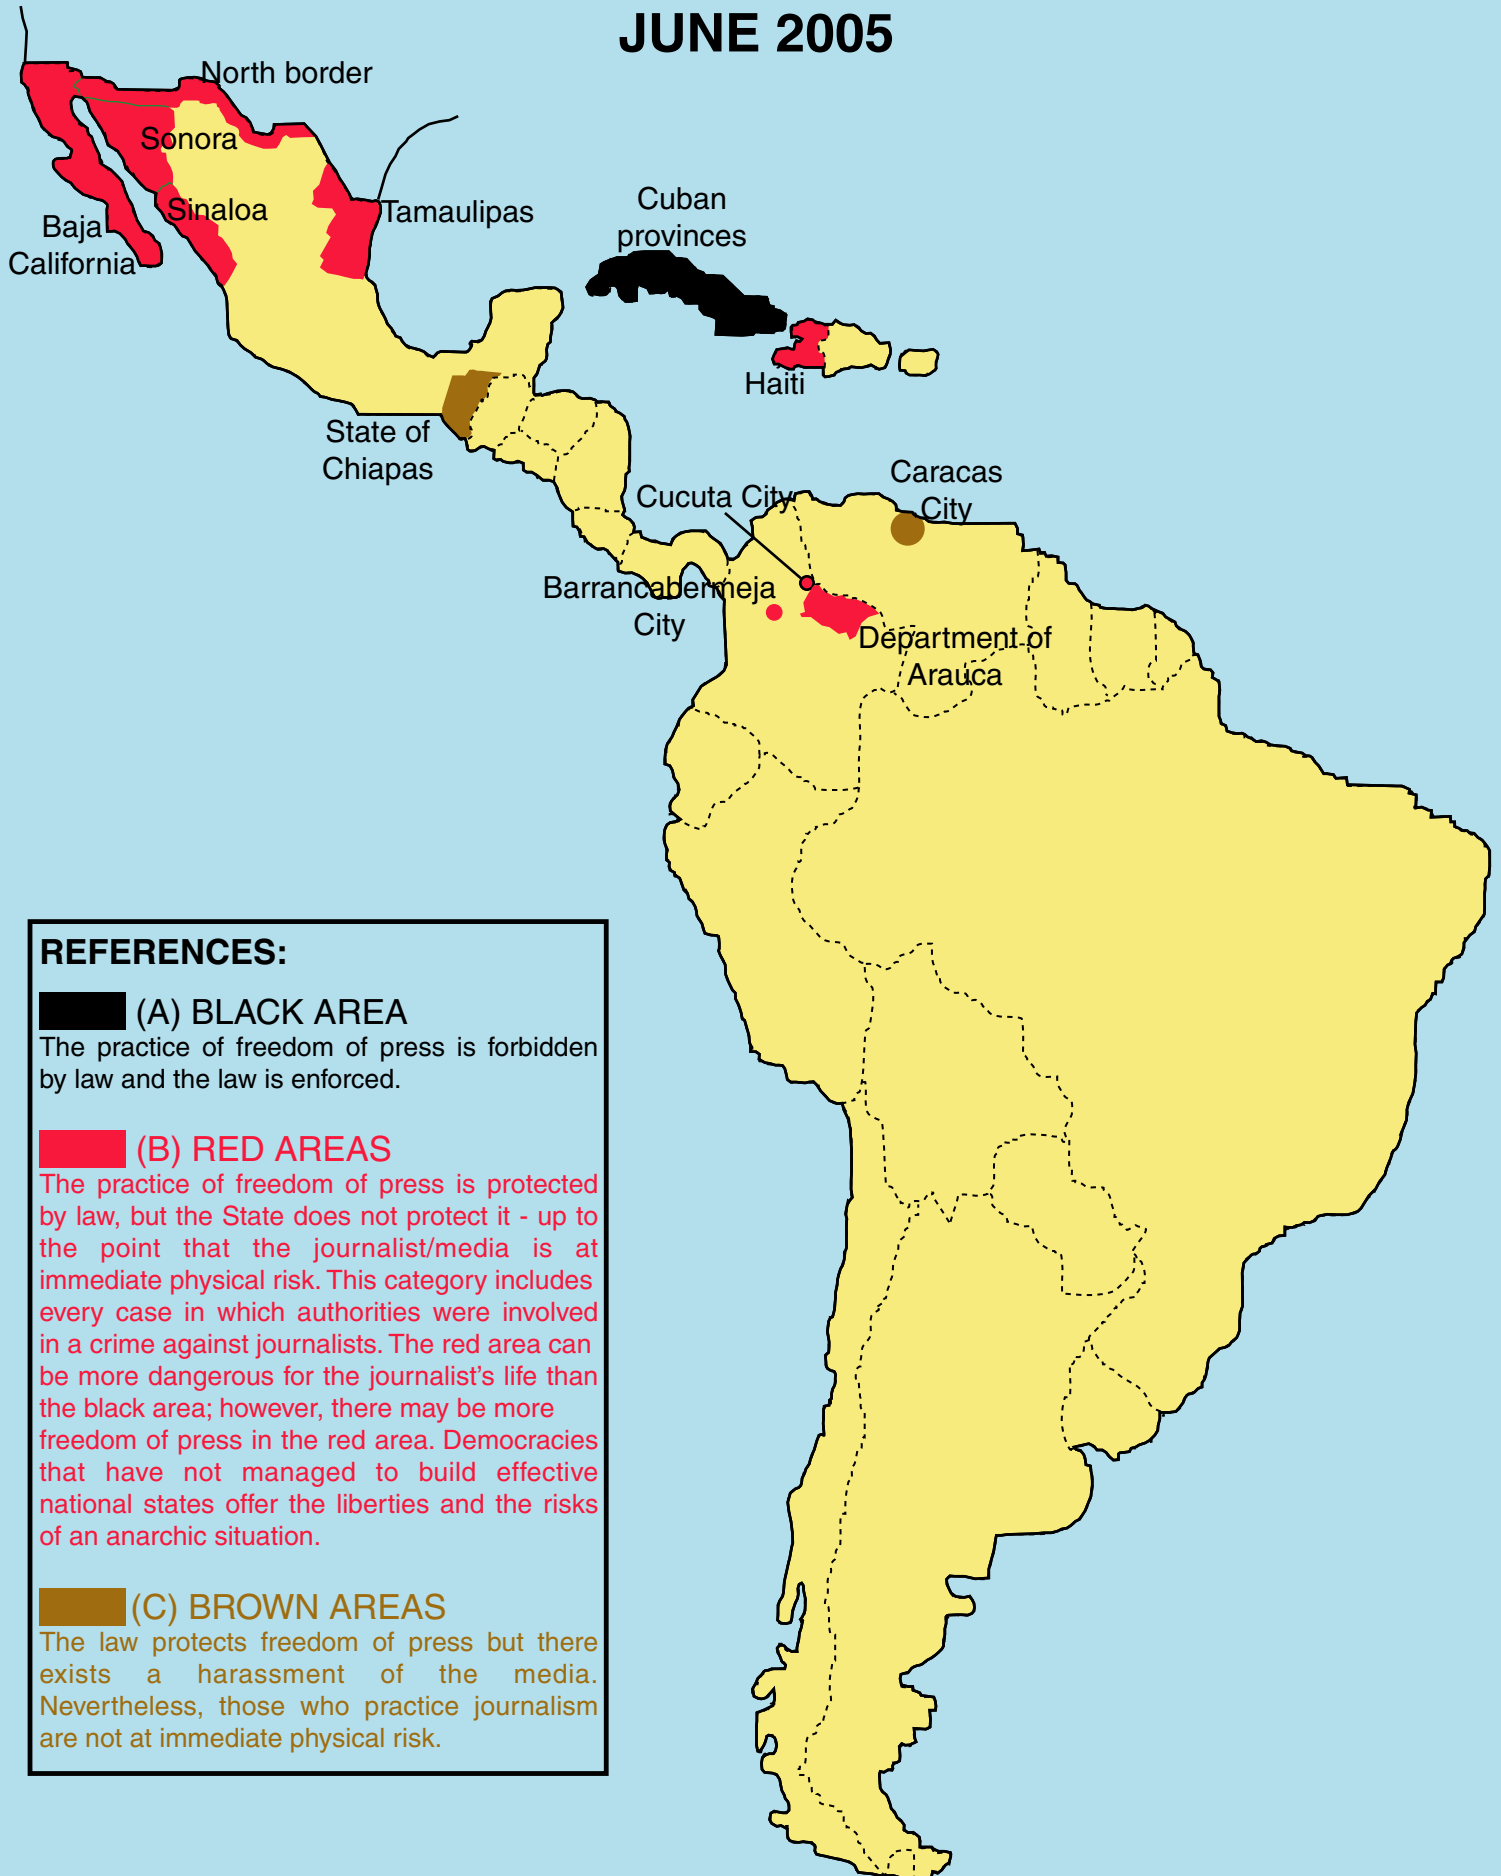 JUNE 2005
North border
Sonora
Sinaloa
Baja
California
Tamaulipas
Cuban
provinces
Haiti
State of
Chiapas
Caracas
City
Cucuta City
Barrancabermeja
City
Department of
Arauca
REFERENCES:
(A) BLACK AREA
The practice of freedom of press is forbidden
by law and the law is enforced.
(B) RED AREAS
The practice of freedom of press is protected
by law, but the State does not protect it - up to
the point that the journalist/media is at
immediate physical risk. This category includes
every case in which authorities were involved
in a crime against journalists. The red area can
be more dangerous for the journalist's life than
the black area; however, there may be more
freedom of press in the red area. Democracies
that have not managed to build effective
national states offer the liberties and the risks
of an anarchic situation.
(C) BROWN AREAS
The law protects freedom of press but there
exists a harassment of the media.
Nevertheless, those who practice journalism
are not at immediate physical risk.